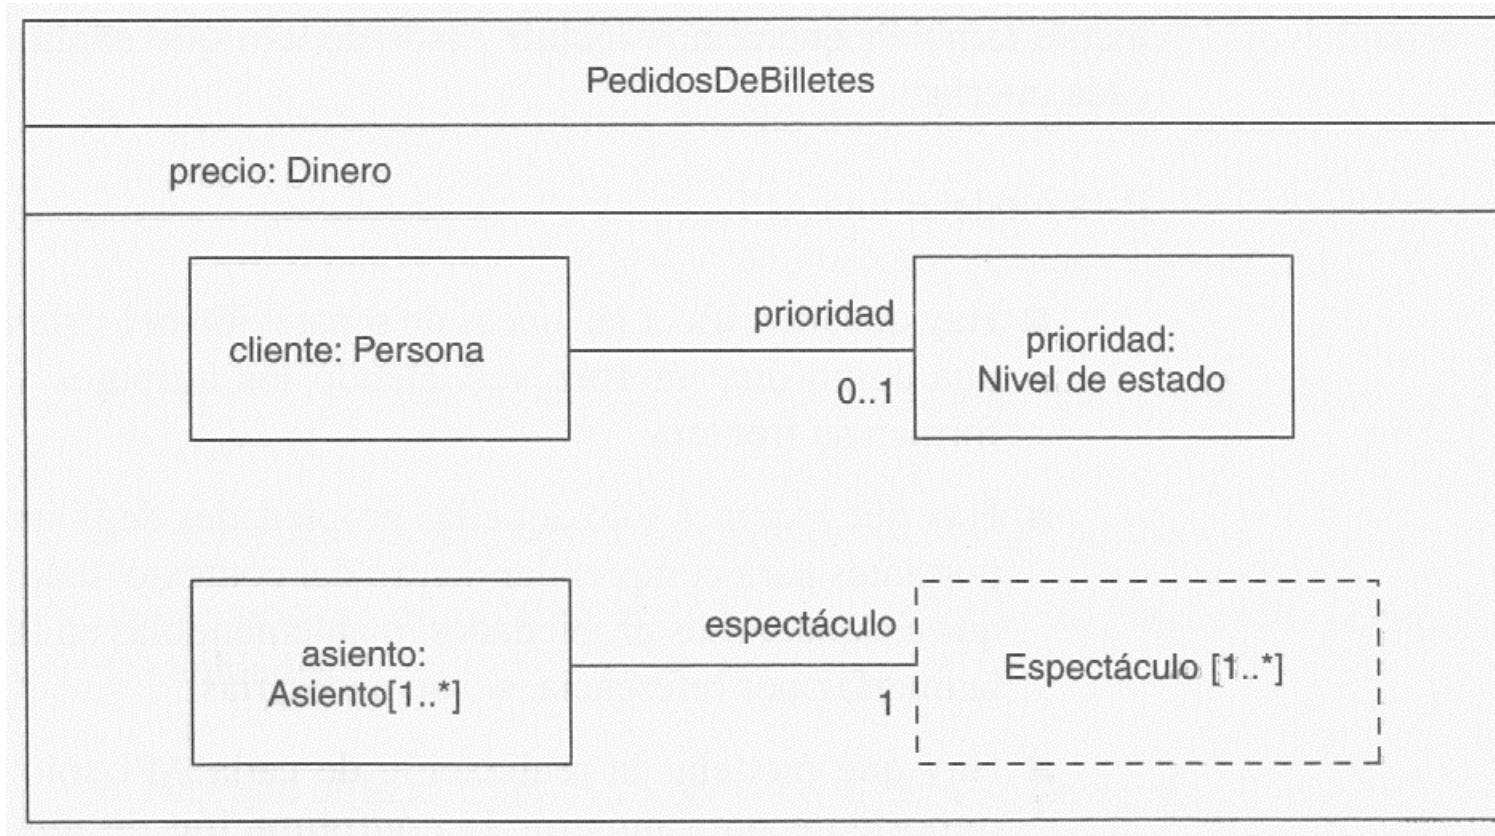 PedidosDeBilletes
precio: Dinero
cliente: Persona
prioridad
0..1
prioridad:
Nivel de estado
asiento:
Asiento[1..*]
espectáculo
1
Espectáculo [1..*]